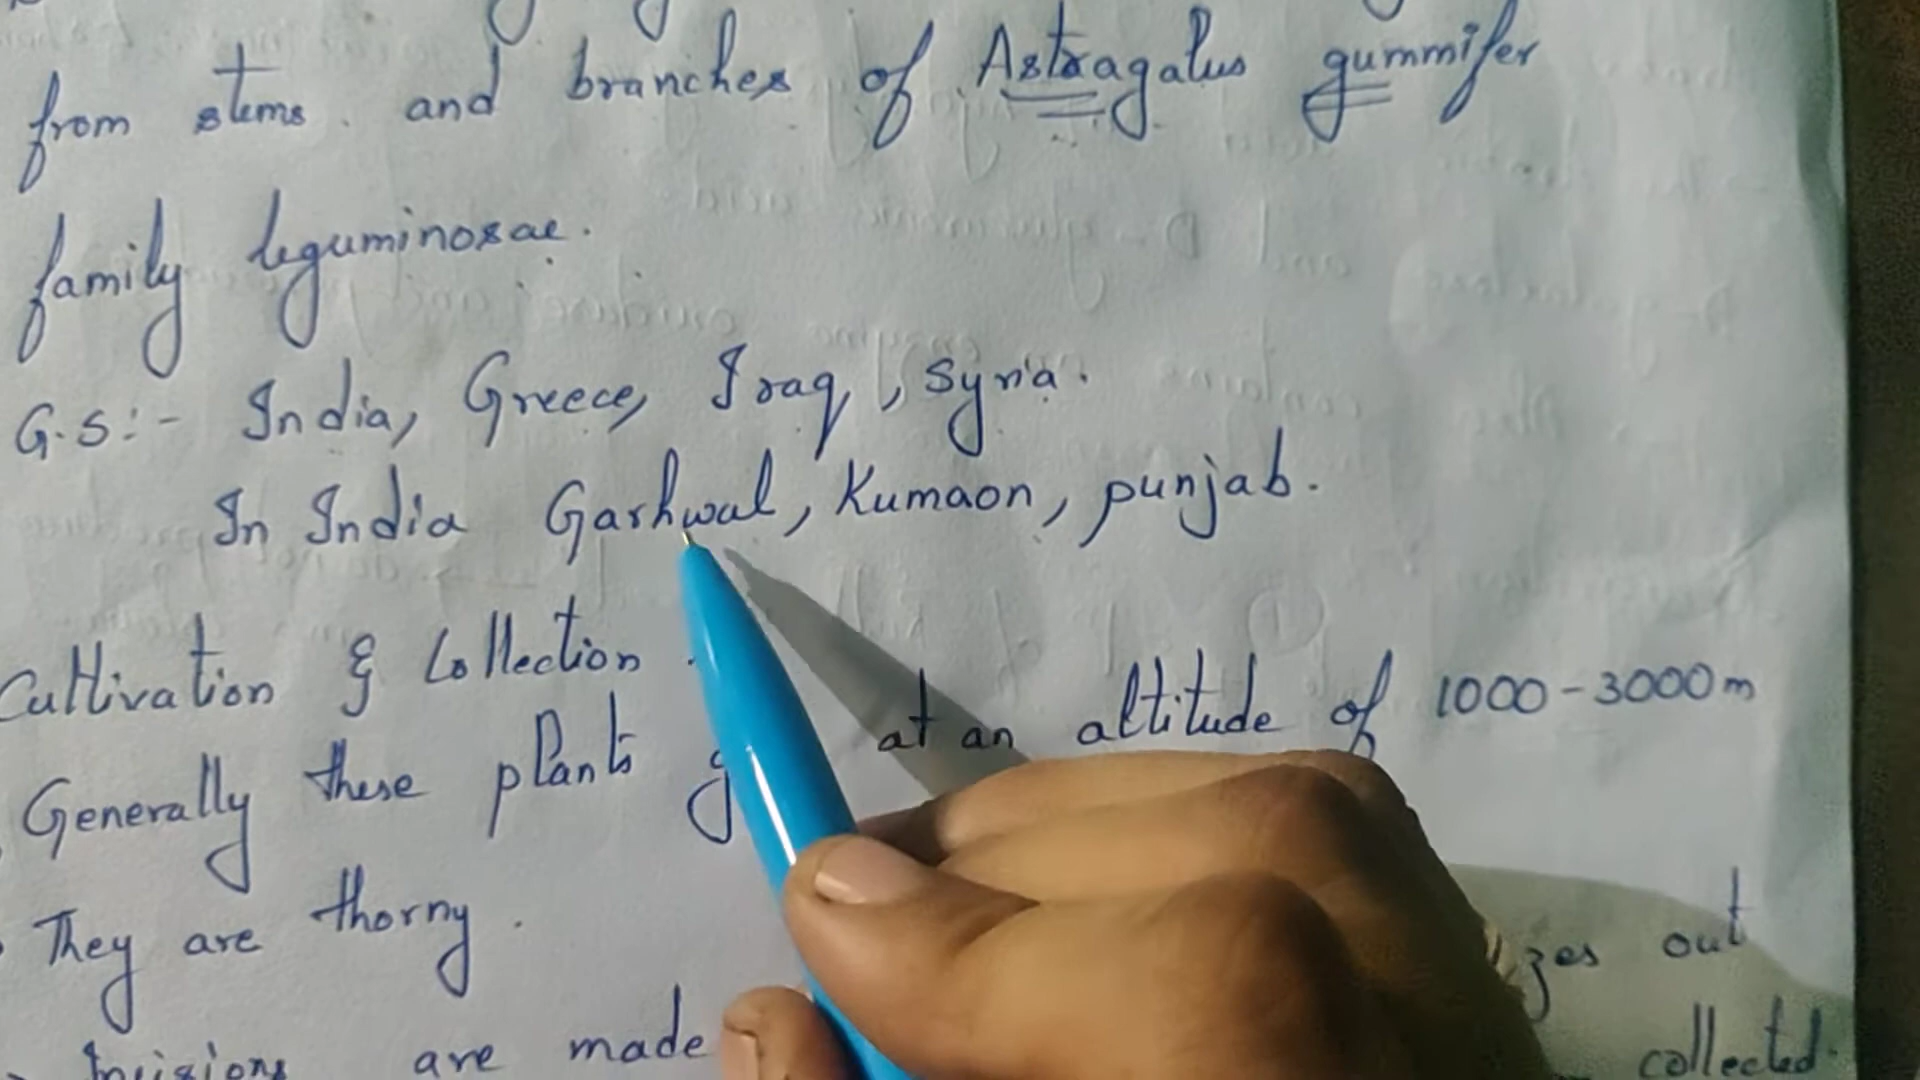 from stems and branches of Astragalus gummifer
family leguminosae.
G.S:- India, Greece, Iraq, Syria.
In India Garhwal, Kumaon, punjab.
Cultivation & Collection
Generally these plants at an altitude of 1000-3000m
They are thorny.
out
Incisions are made collected.